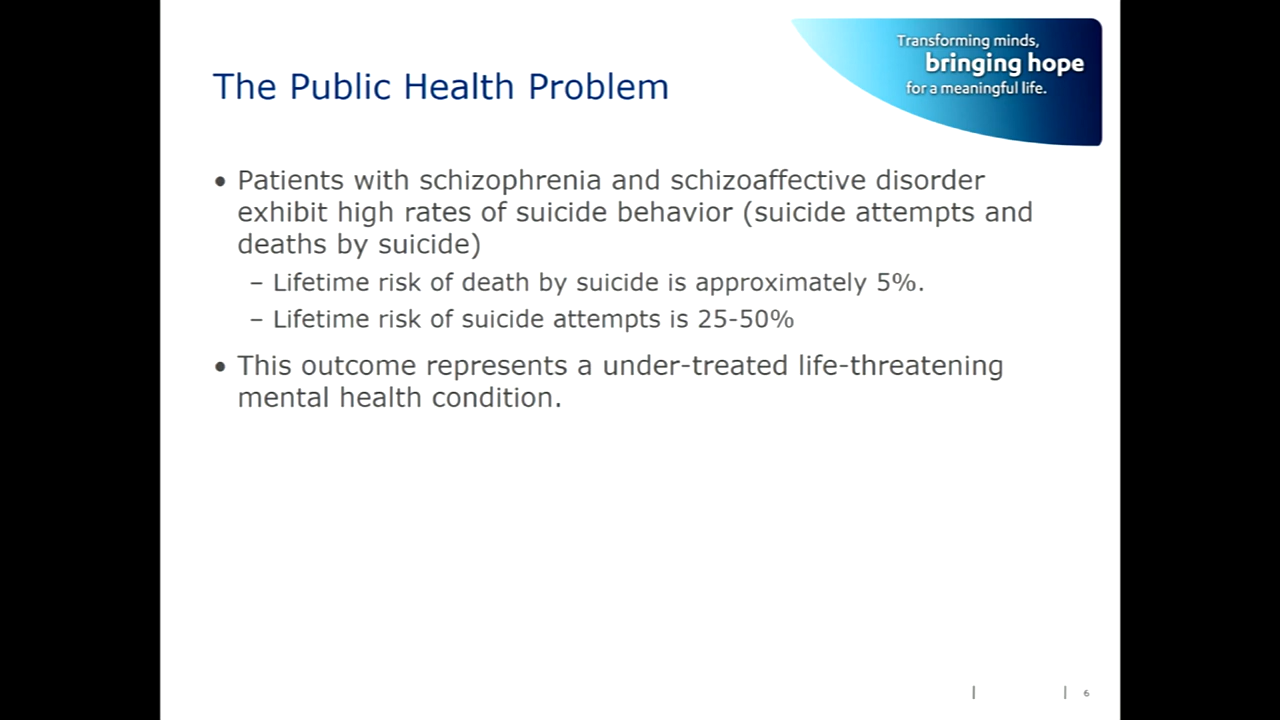 Transforming minds,
bringing hope
for a meaningful life.
The Public Health Problem
• Patients with schizophrenia and schizoaffective disorder
exhibit high rates of suicide behavior (suicide attempts and
deaths by suicide)
– Lifetime risk of death by suicide is approximately 5%.
– Lifetime risk of suicide attempts is 25-50%
• This outcome represents a under-treated life-threatening
mental health condition.
6